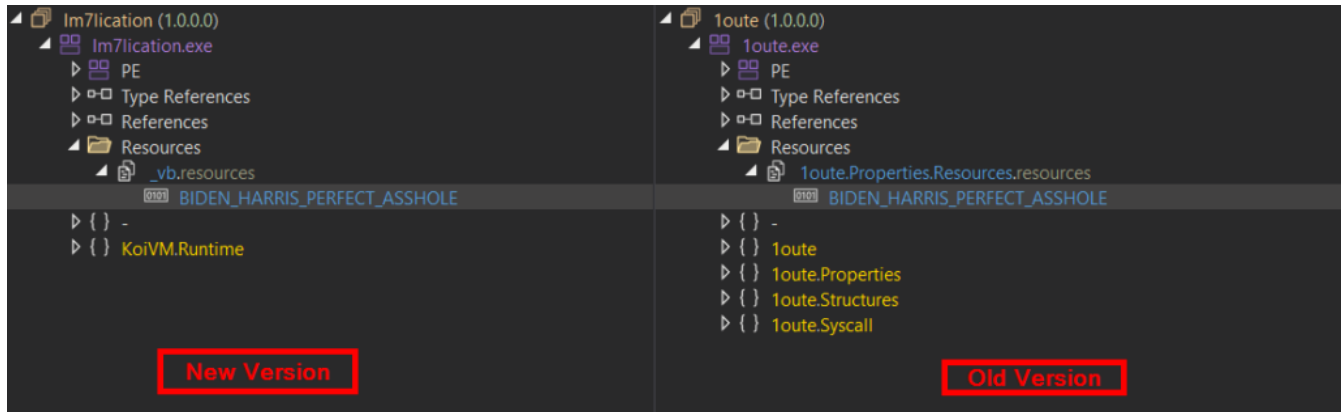 Im7lication (1.0.0.0)
Im7lication.exe
PE
Type References
References
Resources
_vb.resources
BIDEN_HARRIS_PERFECT_ASSHOLE
{ } -
{ } KoiVM.Runtime
New Version
1oute (1.0.0.0)
1oute.exe
PE
Type References
References
Resources
1oute.Properties.Resources.resources
BIDEN_HARRIS_PERFECT_ASSHOLE
{ } -
{ } 1oute
{ } 1oute.Properties
{ } 1oute.Structures
{ } 1oute.Syscall
Old Version